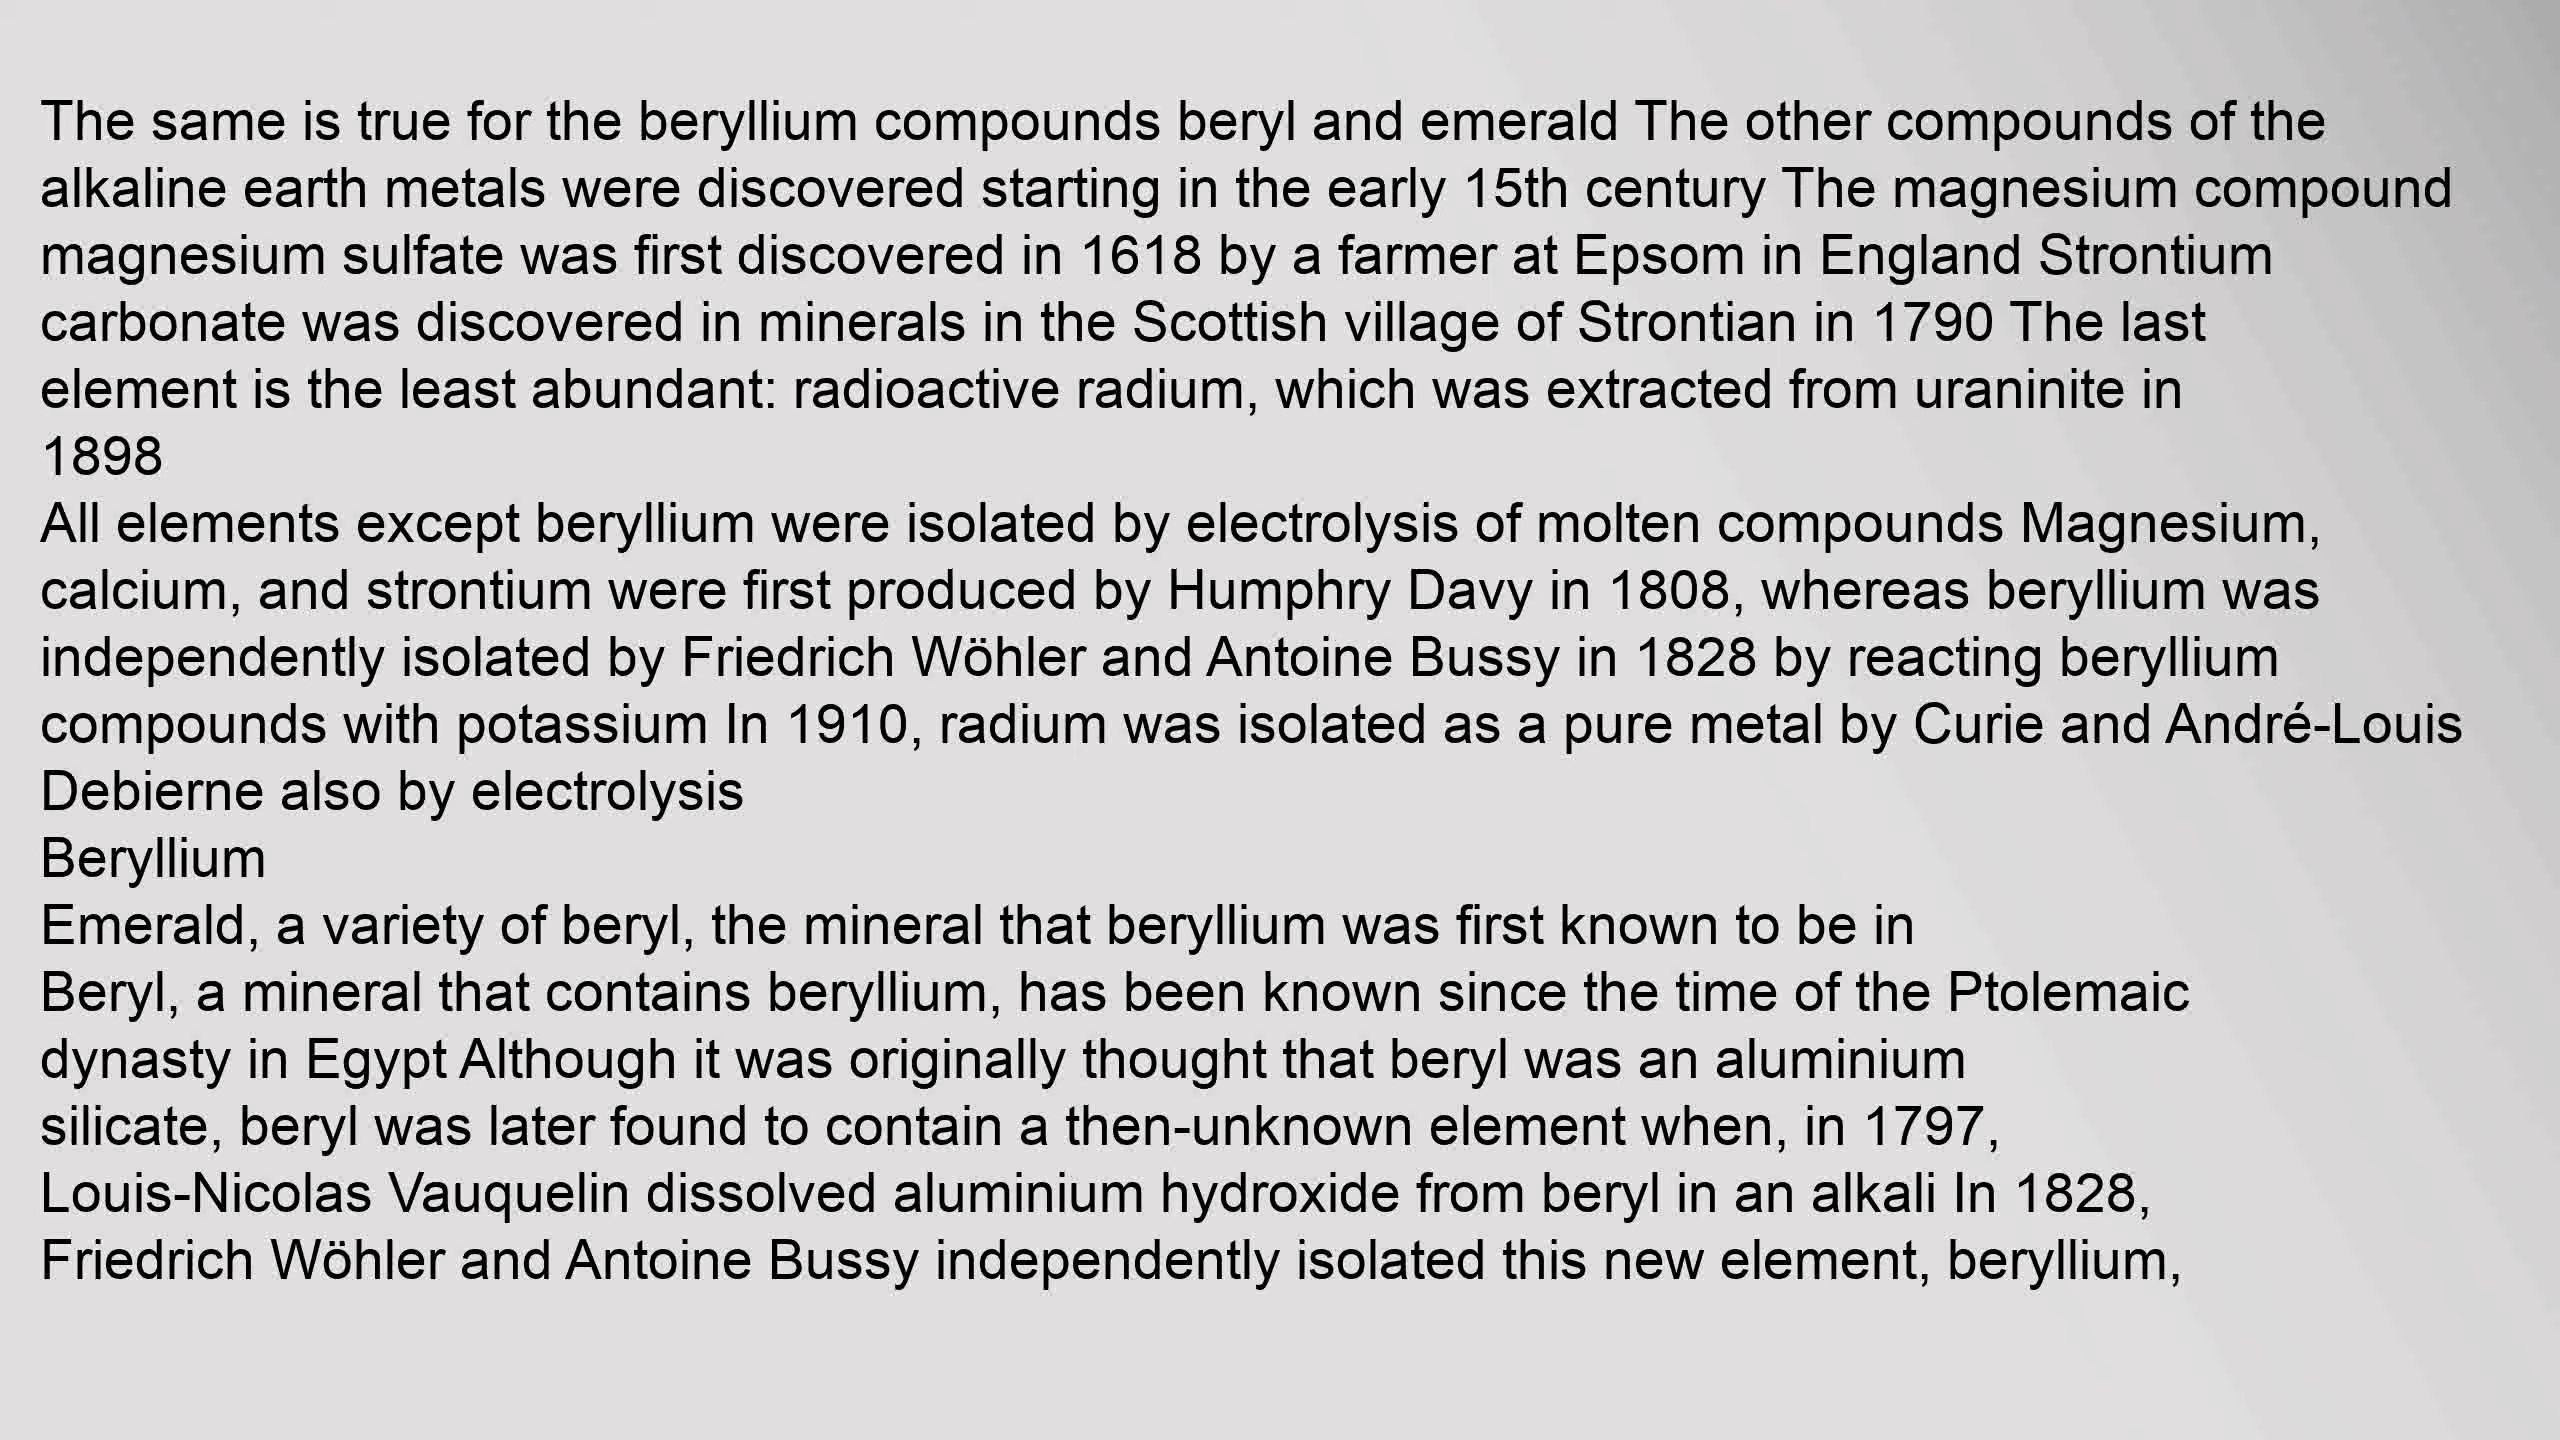 The same is true for the beryllium compounds beryl and emerald The other compounds of the
alkaline earth metals were discovered starting in the early 15th century The magnesium compound
magnesium sulfate was first discovered in 1618 by a farmer at Epsom in England Strontium
carbonate was discovered in minerals in the Scottish village of Strontian in 1790 The last
element is the least abundant: radioactive radium, which was extracted from uraninite in
1898
All elements except beryllium were isolated by electrolysis of molten compounds Magnesium,
calcium, and strontium were first produced by Humphry Davy in 1808, whereas beryllium was
independently isolated by Friedrich Wöhler and Antoine Bussy in 1828 by reacting beryllium
compounds with potassium In 1910, radium was isolated as a pure metal by Curie and André-Louis
Debierne also by electrolysis
Beryllium
Emerald, a variety of beryl, the mineral that beryllium was first known to be in
Beryl, a mineral that contains beryllium, has been known since the time of the Ptolemaic
dynasty in Egypt Although it was originally thought that beryl was an aluminium
silicate, beryl was later found to contain a then-unknown element when, in 1797,
Louis-Nicolas Vauquelin dissolved aluminium hydroxide from beryl in an alkali In 1828,
Friedrich Wöhler and Antoine Bussy independently isolated this new element, beryllium,